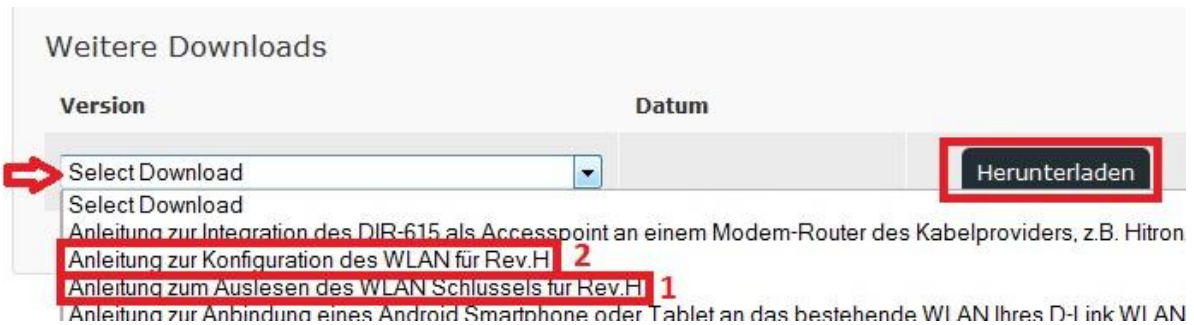 Weitere Downloads
Version Datum
Select Download Herunterladen
Select Download
Anleitung zur Integration des DIR-615 als Accesspoint an einem Modem-Router des Kabelproviders, z.B. Hitron
Anleitung zur Konfiguration des WLAN für Rev.H 2
Anleitung zum Auslesen des WLAN Schlüssels für Rev.H 1
Anleitung zur Anbindung eines Android Smartphone oder Tablet an das bestehende WLAN Ihres D-Link WLAN